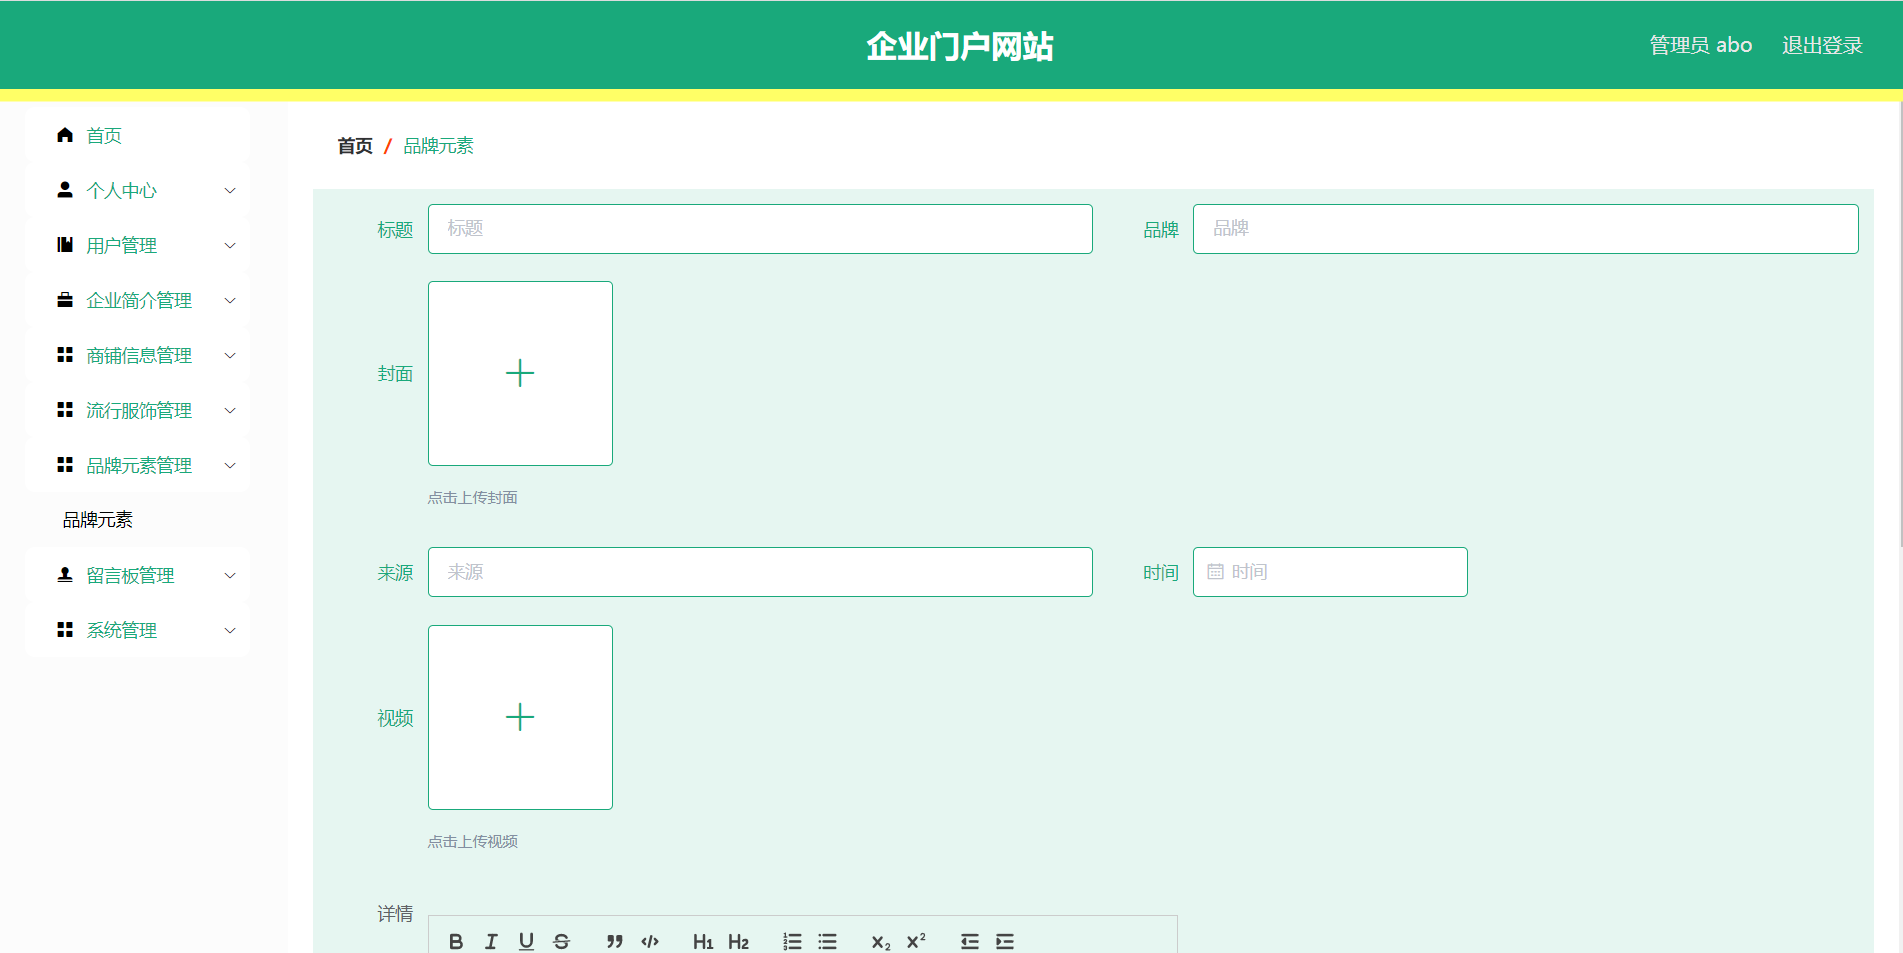 企业门户网站
管理员 abo
退出登录
首页
个人中心
用户管理
企业简介管理
商铺信息管理
流行服饰管理
品牌元素管理
品牌元素
留言板管理
系统管理
首页 / 品牌元素
标题 标题
品牌 品牌
封面
点击上传封面
来源 来源
时间 时间
视频
点击上传视频
详情
B I U S H1 H2 x2 x2